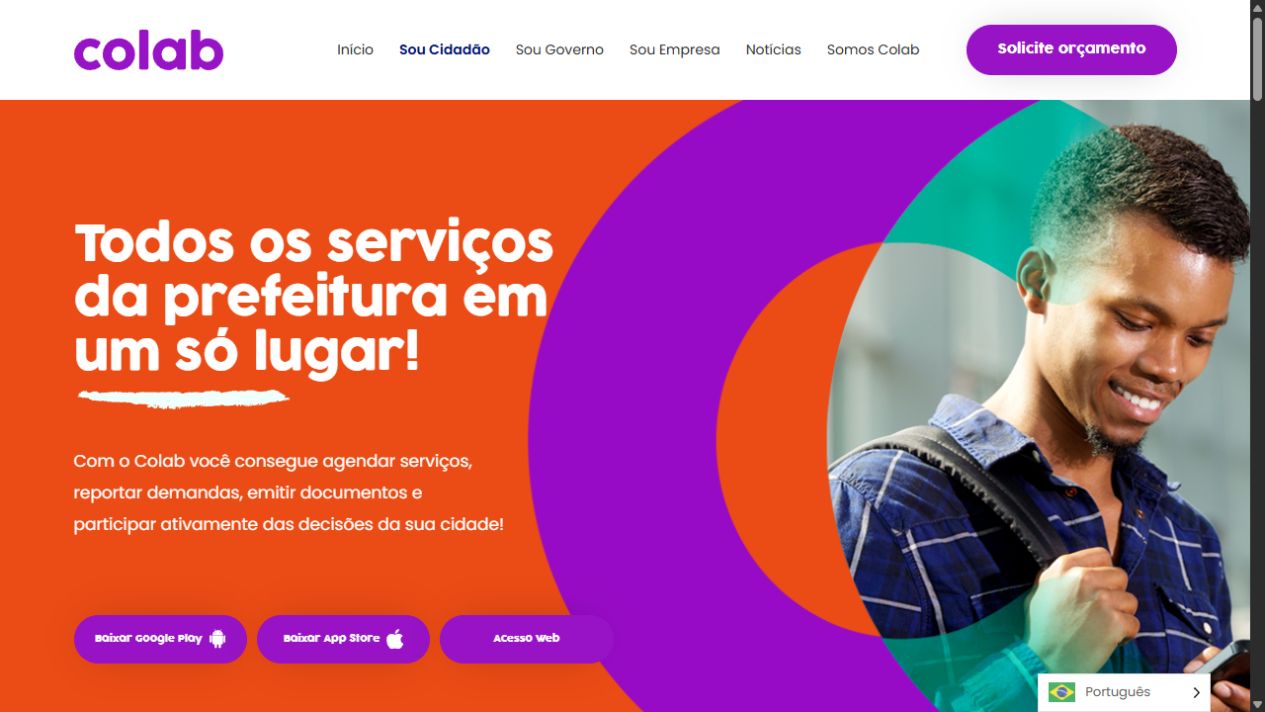 colab
Início
Sou Cidadão
Sou Governo
Sou Empresa
Notícias
Somos Colab
Solicite orçamento
Todos os serviços
da prefeitura em
um só lugar!
Com o Colab você consegue agendar serviços,
reportar demandas, emitir documentos e
participar ativamente das decisões da sua cidade!
Baixar Google Play
Baixar App Store
Acesso Web
Português